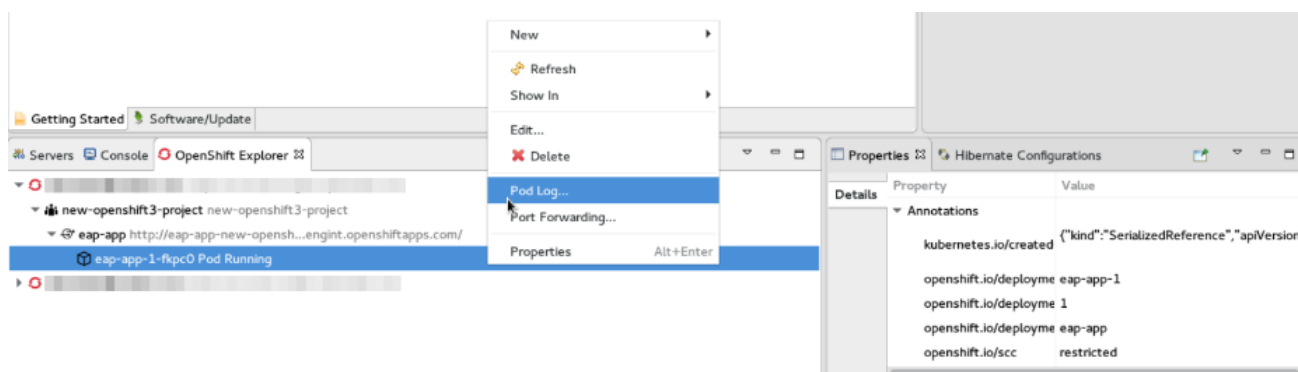 New
Refresh
Show In
Edit...
Delete
Pod Log...
Port Forwarding...
Properties Alt+Enter
Getting Started Software/Update
Servers Console OpenShift Explorer
new-openshift3-project new-openshift3-project
eap-app http://eap-app-new-opensh...engint.openshiftapps.com/
eap-app-1-fkpc0 Pod Running
Properties Hibernate Configurations
Details
Property Value
Annotations
kubernetes.io/created {"kind":"SerializedReference","apiVersion
openshift.io/deployme eap-app-1
openshift.io/deployme 1
openshift.io/deployme eap-app
openshift.io/scc restricted